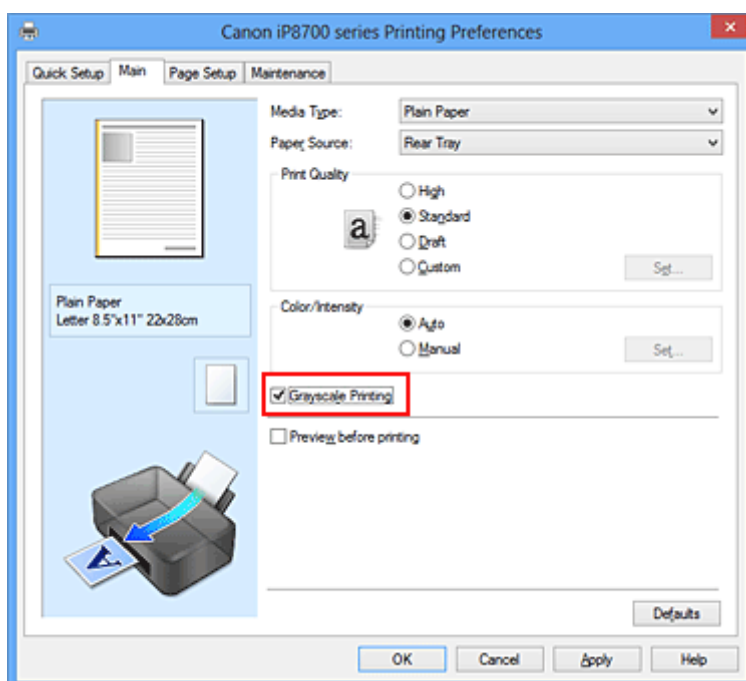 Canon iP8700 series Printing Preferences
Quick Setup Main Page Setup Maintenance
Media Type: Plain Paper
Paper Source: Rear Tray
Print Quality
High
a Standard
Draft
Custom Set...
Plain Paper
Letter 8.5"x11" 22x28cm
Color/Intensity
Auto
Manual Set...
Grayscale Printing
Preview before printing
A
Defaults
OK Cancel Apply Help